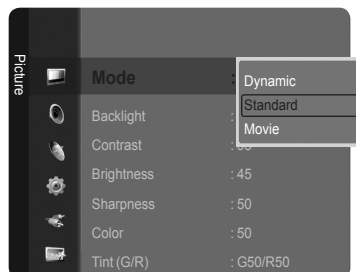 Picture
Mode :
Dynamic
Standard
Movie
Backlight :
Contrast :
Brightness : 45
Sharpness : 50
Color : 50
Tint (G/R) : G50/R50